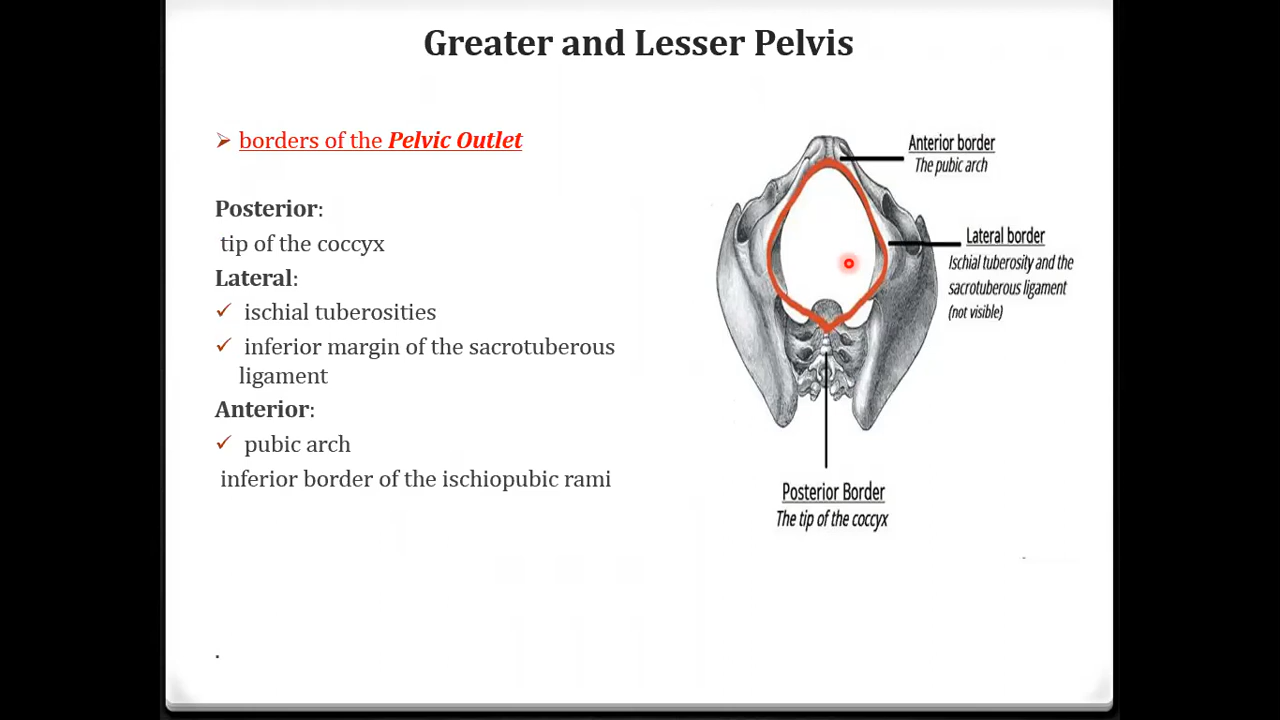 Greater and Lesser Pelvis
borders of the Pelvic Outlet
Posterior:
tip of the coccyx
Lateral:
ischial tuberosities
inferior margin of the sacrotuberous
ligament
Anterior:
pubic arch
inferior border of the ischiopubic rami
.
Anterior border
The pubic arch
Lateral border
Ischial tuberosity and the
sacrotuberous ligament
(not visible)
Posterior Border
The tip of the coccyx